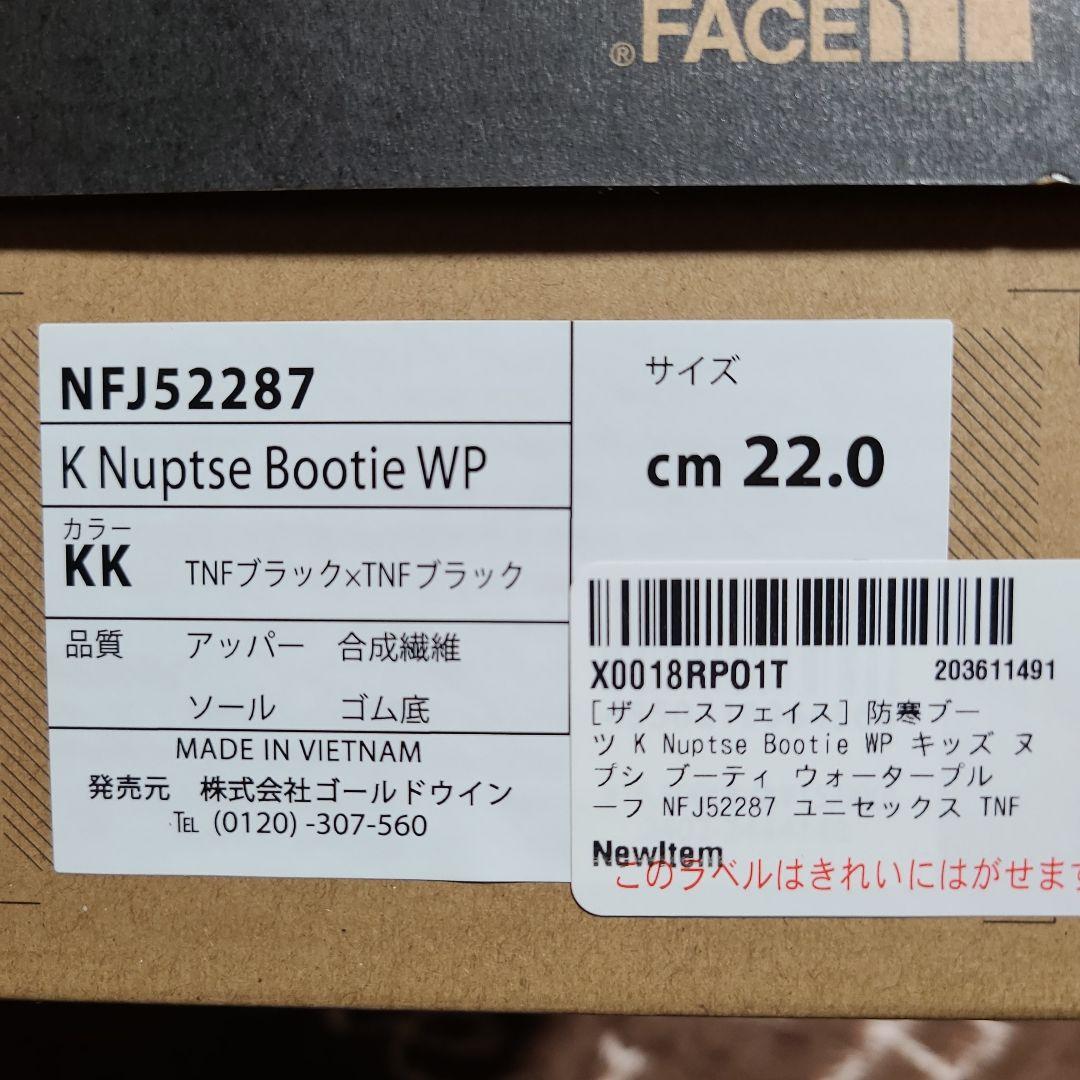 ® FACE
NFJ52287
K Nuptse Bootie WP
カラー
KK TNFブラック×TNFブラック
品質 アッパー 合成繊維
ソール ゴム底
MADE IN VIETNAM
発売元 株式会社ゴールドウイン
℡ (0120) -307-560
サイズ
cm 22.0
X0018RPO1T 203611491
[ザノースフェイス] 防寒ブー
ツ K Nuptse Bootie WP キッズ ヌ
プシ ブーティ ウォータープル
ーフ NFJ52287 ユニセックス TNF
NewItem
このラベルはきれいにはがせます